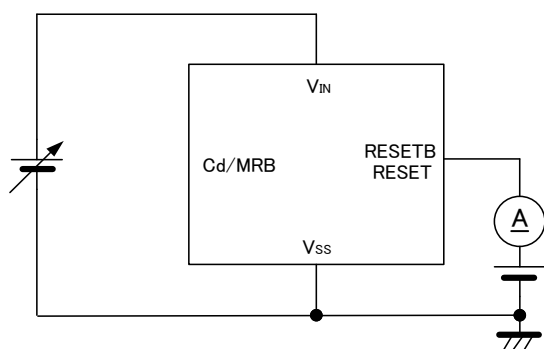 VIN
Cd/MRB
RESETB
RESET
A
VSS